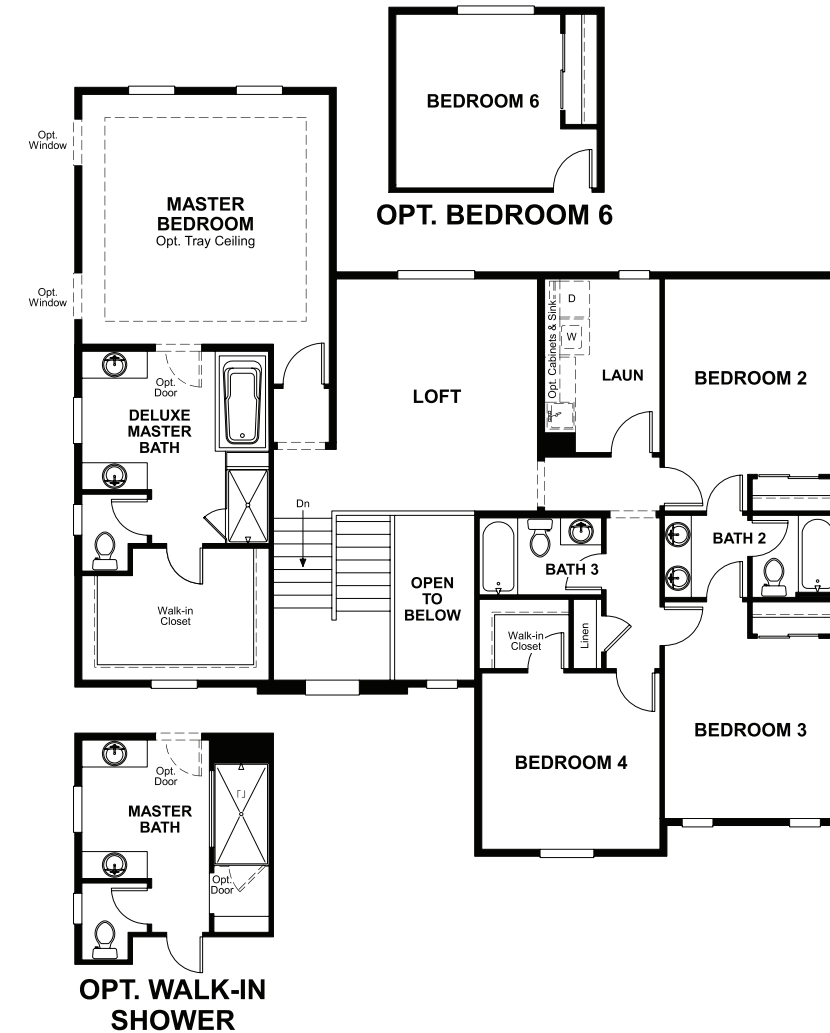 BEDROOM 6
OPT. BEDROOM 6
Opt.
Window
MASTER
BEDROOM
Opt. Tray Ceiling
Opt.
Window
Opt. Cabinets & Sink
D
W
LAUN
BEDROOM 2
LOFT
Opt.
Door
DELUXE
MASTER
BATH
Dn
BATH 2
BATH 3
OPEN
TO
BELOW
Walk-in
Closet
Walk-in
Closet
Linen
BEDROOM 3
BEDROOM 4
Opt.
Door
MASTER
BATH
Opt.
Door
OPT. WALK-IN
SHOWER